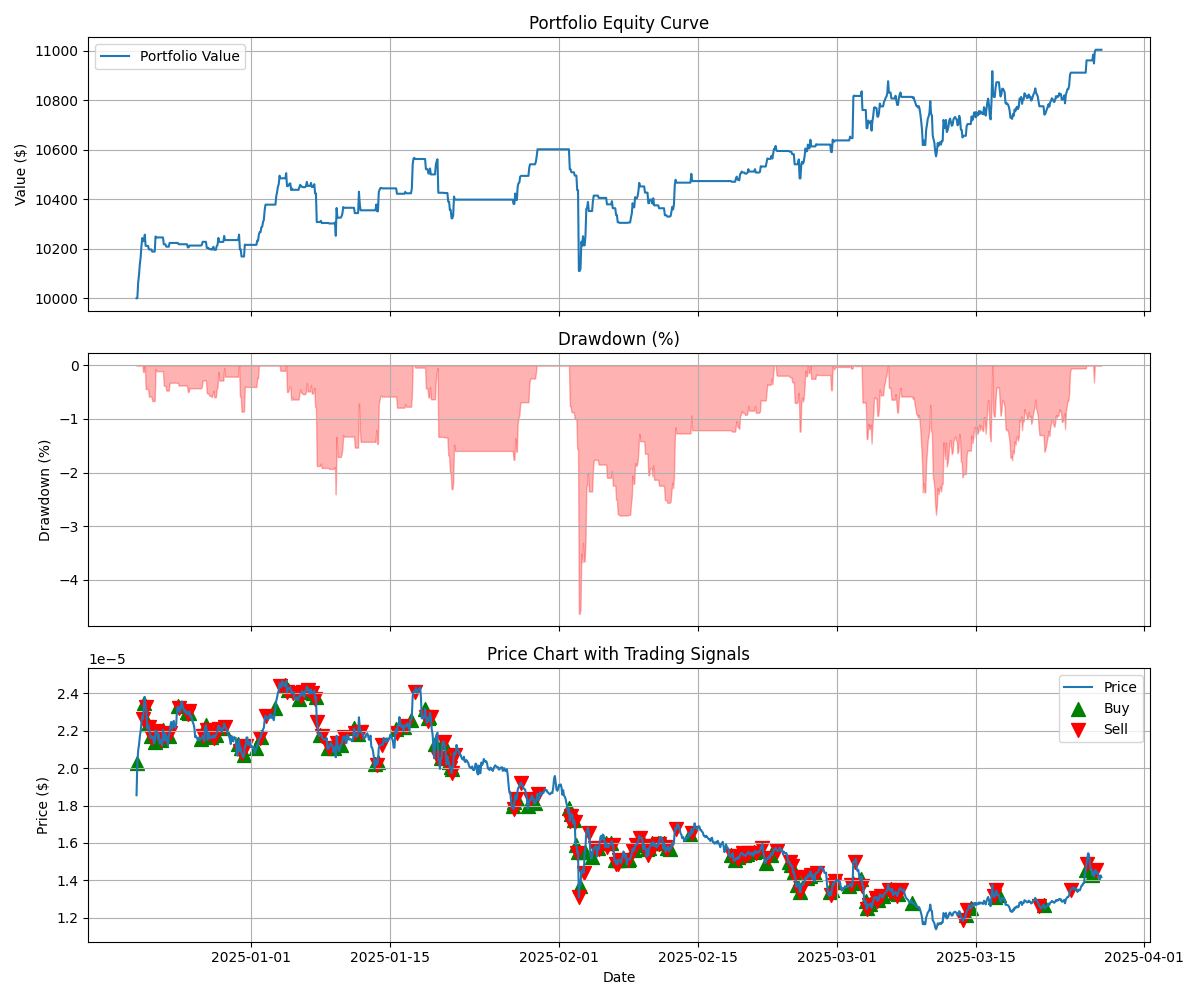 Portfolio Equity Curve
Portfolio Value
Value ($)
11000
10800
10600
10400
10200
10000
Drawdown (%)
Drawdown (%)
0
−1
−2
−3
−4
Price Chart with Trading Signals
1e−5
Price
Buy
Sell
Price ($)
2.4
2.2
2.0
1.8
1.6
1.4
1.2
2025-01-01
2025-01-15
2025-02-01
2025-02-15
2025-03-01
2025-03-15
2025-04-01
Date